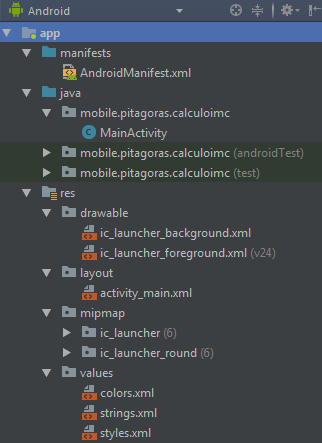 Android
app
manifests
AndroidManifest.xml
java
mobile.pitagoras.calculoimc
MainActivity
mobile.pitagoras.calculoimc (androidTest)
mobile.pitagoras.calculoimc (test)
res
drawable
ic_launcher_background.xml
ic_launcher_foreground.xml (v24)
layout
activity_main.xml
mipmap
ic_launcher (6)
ic_launcher_round (6)
values
colors.xml
strings.xml
styles.xml